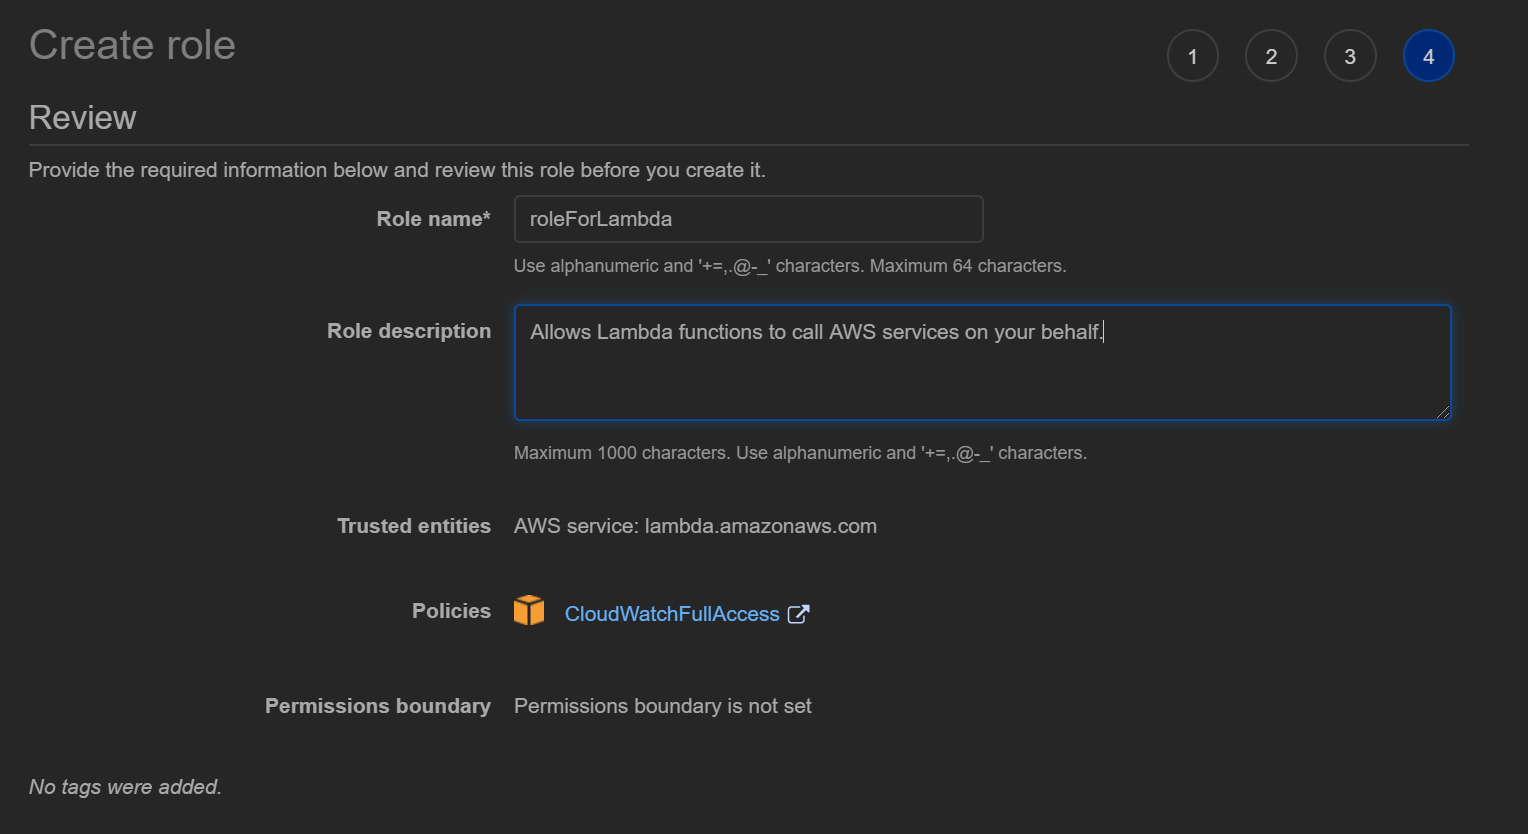 Create role
1 2 3 4
Review
Provide the required information below and review this role before you create it.
Role name* roleForLambda
Use alphanumeric and '+=,.@-_' characters. Maximum 64 characters.
Role description Allows Lambda functions to call AWS services on your behalf.
Maximum 1000 characters. Use alphanumeric and '+=,.@-_' characters.
Trusted entities AWS service: lambda.amazonaws.com
Policies CloudWatchFullAccess
Permissions boundary Permissions boundary is not set
No tags were added.